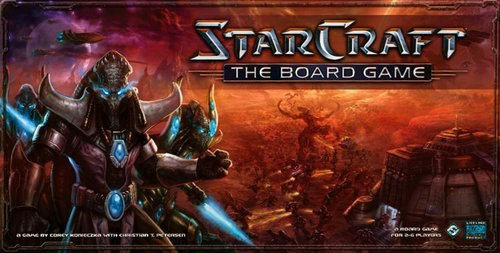 STARCRAFT
THE BOARD GAME
A GAME BY COREY KONIECZKA WITH CHRISTIAN T. PETERSEN
A BOARD GAME
FOR 2-6 PLAYERS